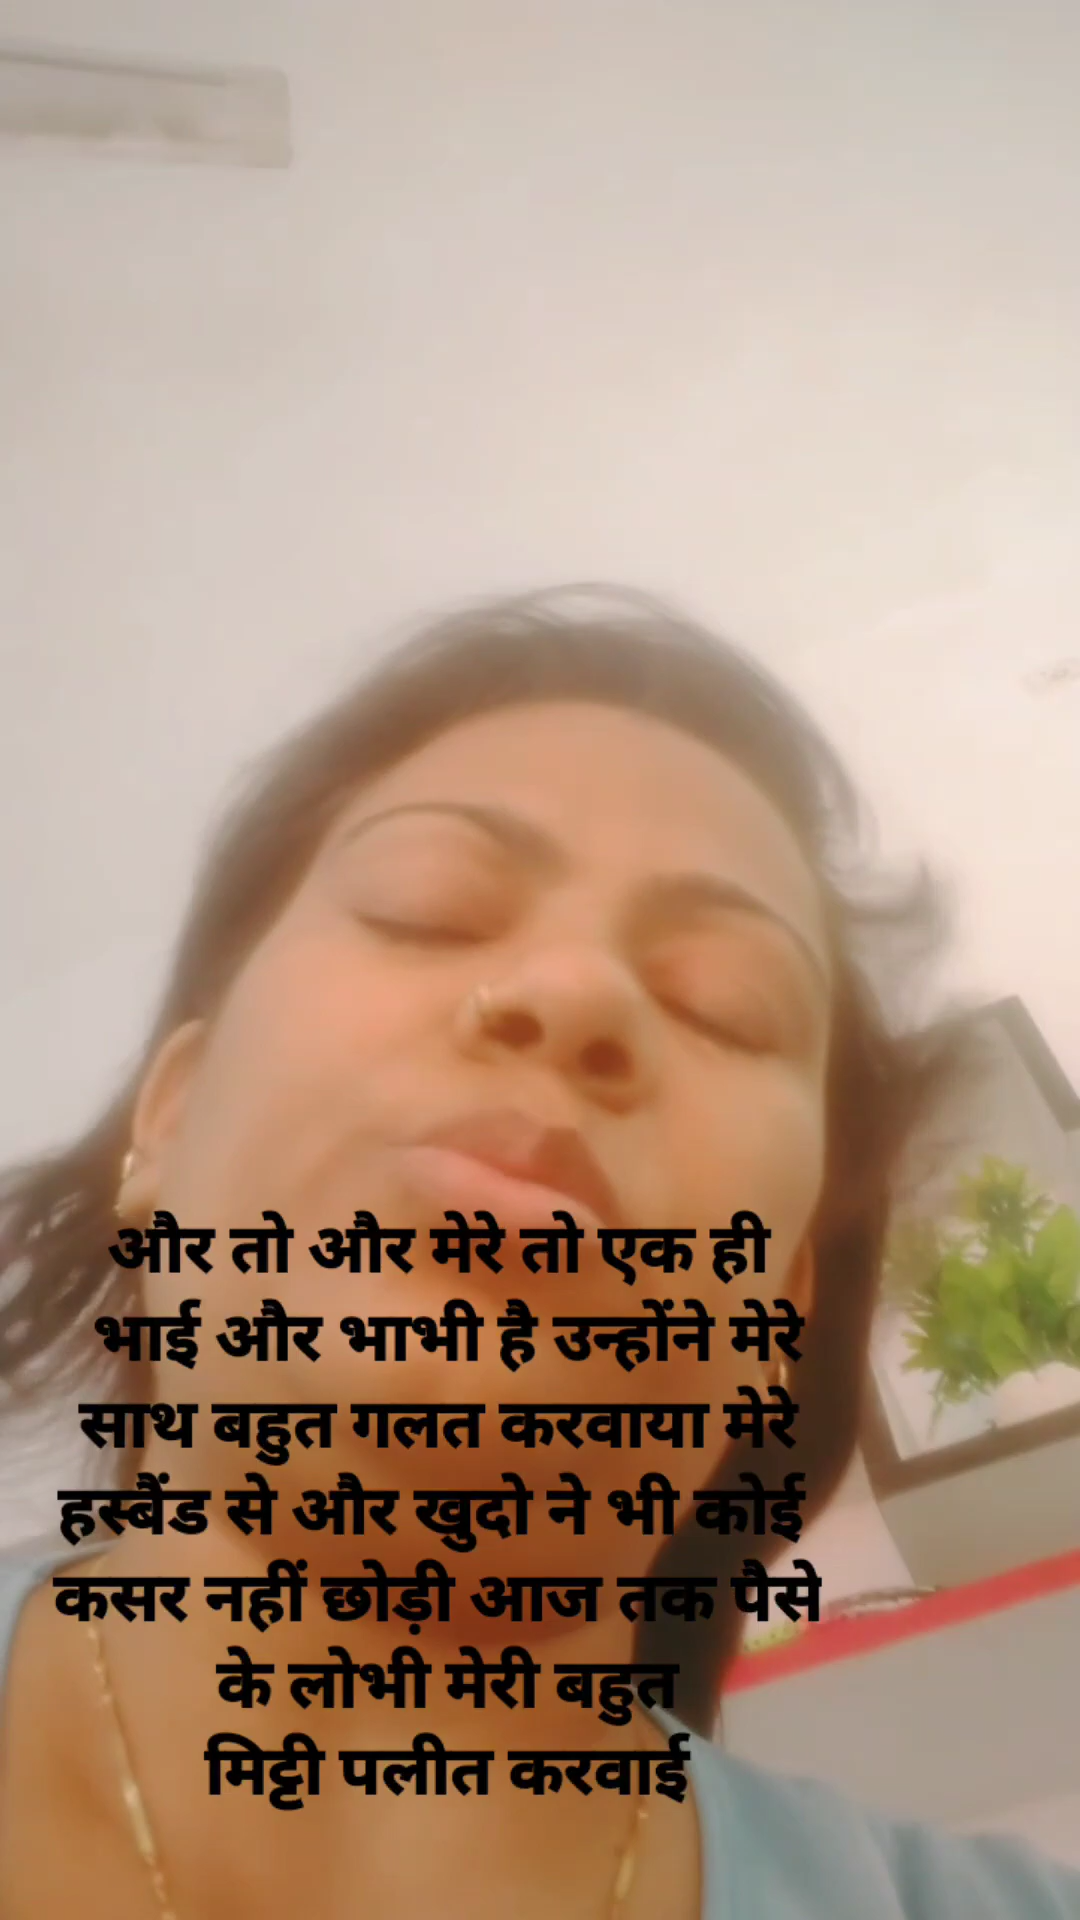 और तो और मेरे तो एक ही
भाई और भाभी है उन्होंने मेरे
साथ बहुत गलत करवाया मेरे
हस्बैंड से और खुदो ने भी कोई
कसर नहीं छोड़ी आज तक पैसे
के लोभी मेरी बहुत
मिट्टी पलीत करवाई